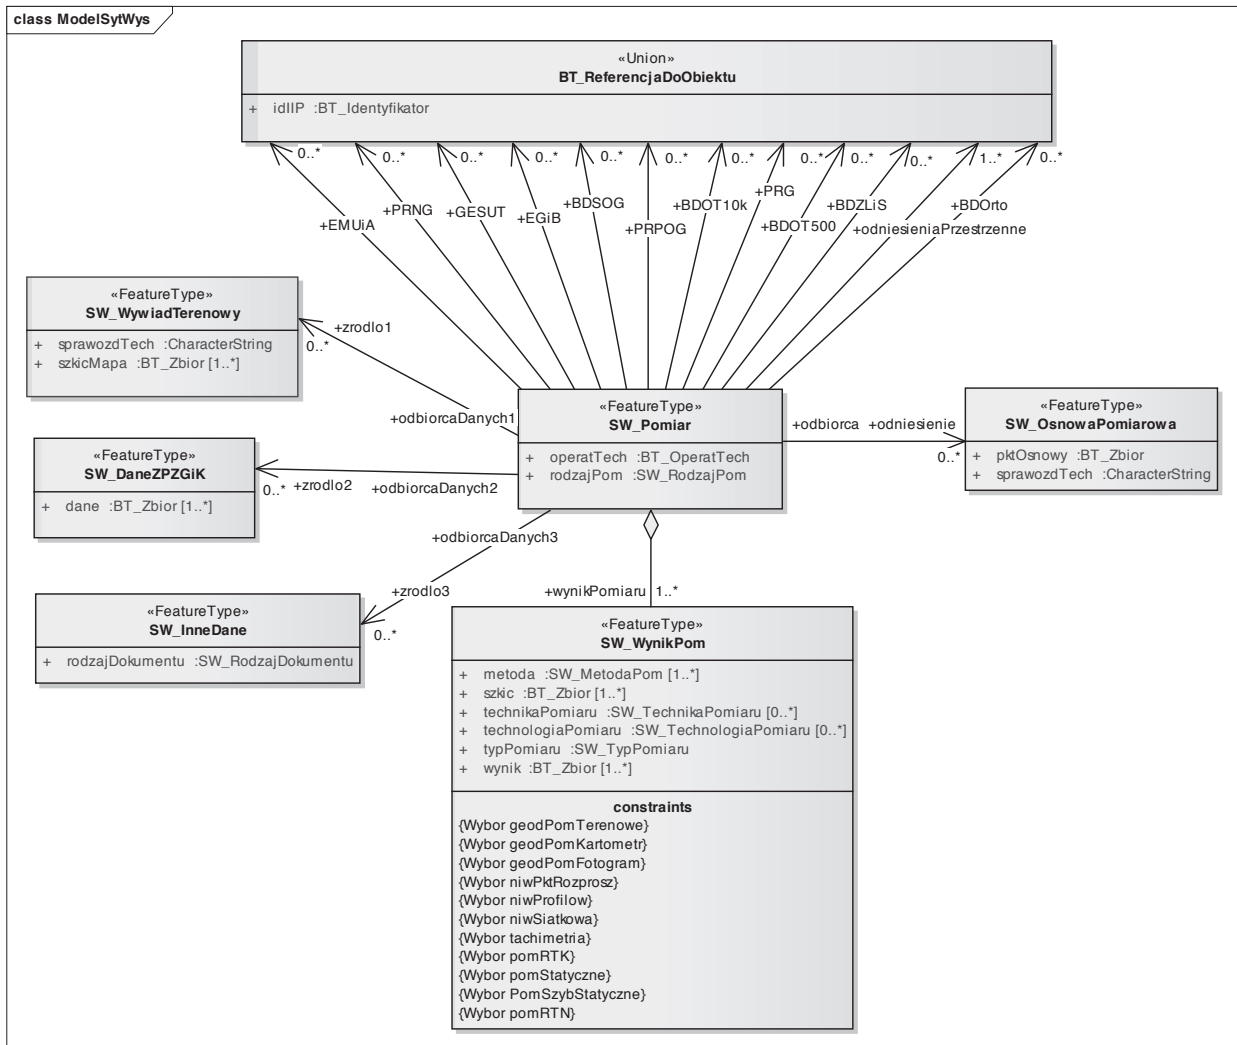 class ModelSytWys
«Union»
BT_ReferencjaDoObiektu
+ idIIP :BT_Identyfikator
0..* 0..* 0..* 0..* 0..* 0..* 0..* 0..* 0..* 0..* 1..* 0..*
+EMUiA
+PRNG
+GESUT
+EGiB
+BDSOG
+PRPOG
+BDOT10k
+PRG
+BDOT500
+BDZLiS
+odniesieniaPrzestrzenne
+BDOrto
«FeatureType»
SW_WywiadTerenowy
+ sprawozdTech :CharacterString
+ szkicMapa :BT_Zbior [1..*]
+zrodlo1
0..*
+odbiorcaDanych1
«FeatureType»
SW_Pomiar
+ operatTech :BT_OperatTech
+ rodzajPom :SW_RodzajPom
+odbiorca +odniesienie
0..*
«FeatureType»
SW_OsnowaPomiarowa
+ pktOsnowy :BT_Zbior
+ sprawozdTech :CharacterString
«FeatureType»
SW_DaneZPZGiK
+ dane :BT_Zbior [1..*]
0..*
+zrodlo2
+odbiorcaDanych2
+odbiorcaDanych3
+zrodlo3
0..*
«FeatureType»
SW_InneDane
+ rodzajDokumentu :SW_RodzajDokumentu
+wynikPomiaru 1..*
«FeatureType»
SW_WynikPom
+ metoda :SW_MetodaPom [1..*]
+ szkic :BT_Zbior [1..*]
+ technikaPomiaru :SW_TechnikaPomiaru [0..*]
+ technologiaPomiaru :SW_TechnologiaPomiaru [0..*]
+ typPomiaru :SW_TypPomiaru
+ wynik :BT_Zbior [1..*]
constraints
{Wybor geodPomTerenowe}
{Wybor geodPomKartometr}
{Wybor geodPomFotogram}
{Wybor niwPktRozprosz}
{Wybor niwProfilow}
{Wybor niwSiatkowa}
{Wybor tachimetria}
{Wybor pomRTK}
{Wybor pomStatyczne}
{Wybor PomSzybStatyczne}
{Wybor pomRTN}